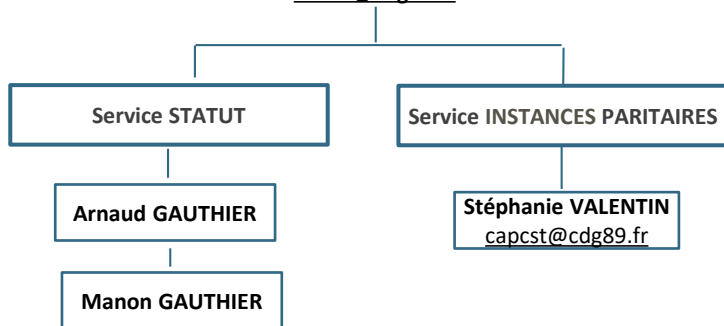 Service STATUT
Service INSTANCES PARITAIRES
Arnaud GAUTHIER
Stéphanie VALENTIN
capcst@cdg89.fr
Manon GAUTHIER